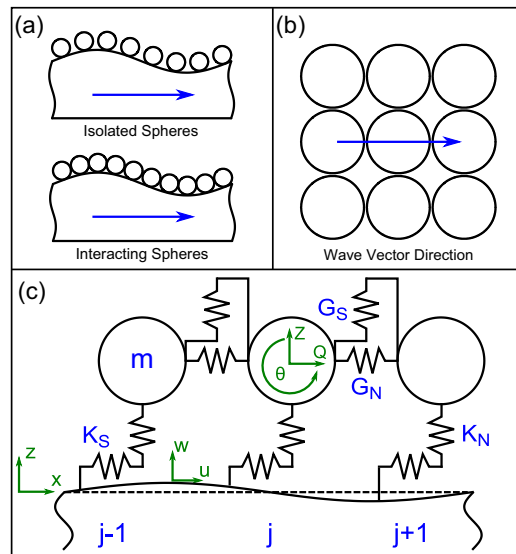 (a)
Isolated Spheres
Interacting Spheres
(b)
Wave Vector Direction
(c)
m
G_S
G_N
Z
Q
θ
K_S
K_N
z
x
w
u
j-1
j
j+1